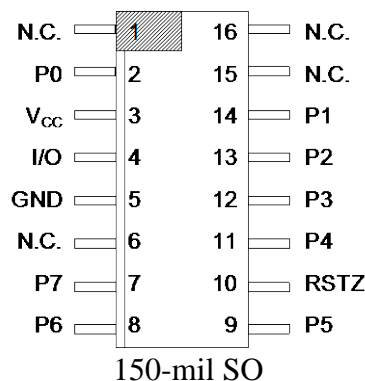 N.C. 1 16 N.C.
P0 2 15 N.C.
VCC 3 14 P1
I/O 4 13 P2
GND 5 12 P3
N.C. 6 11 P4
P7 7 10 RSTZ
P6 8 9 P5
150-mil SO